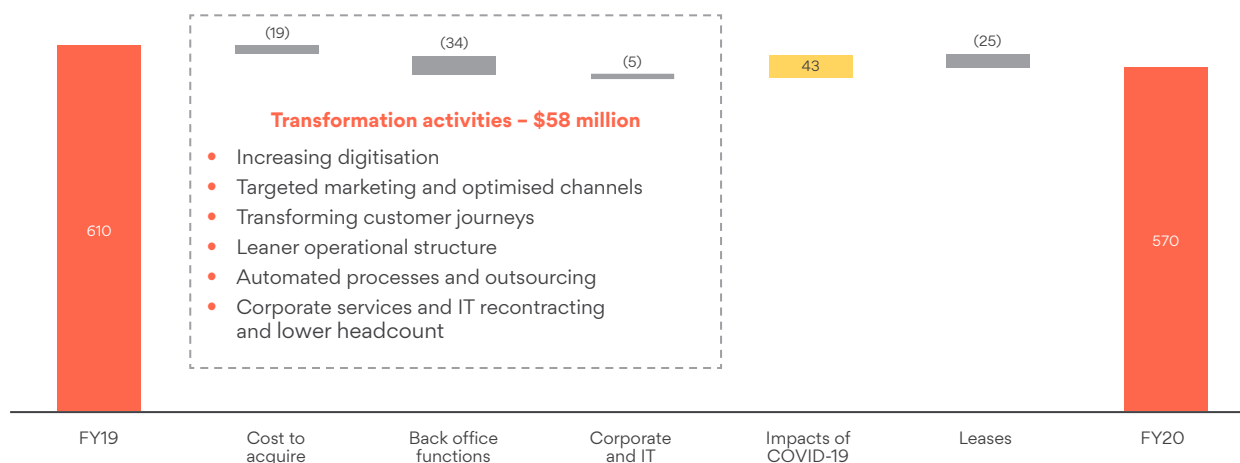 (19)
(34)
(5)
43
(25)
Transformation activities – $58 million
• Increasing digitisation
• Targeted marketing and optimised channels
• Transforming customer journeys
• Leaner operational structure
• Automated processes and outsourcing
• Corporate services and IT recontracting
and lower headcount
610
570
FY19
Cost to
acquire
Back office
functions
Corporate
and IT
Impacts of
COVID-19
Leases
FY20